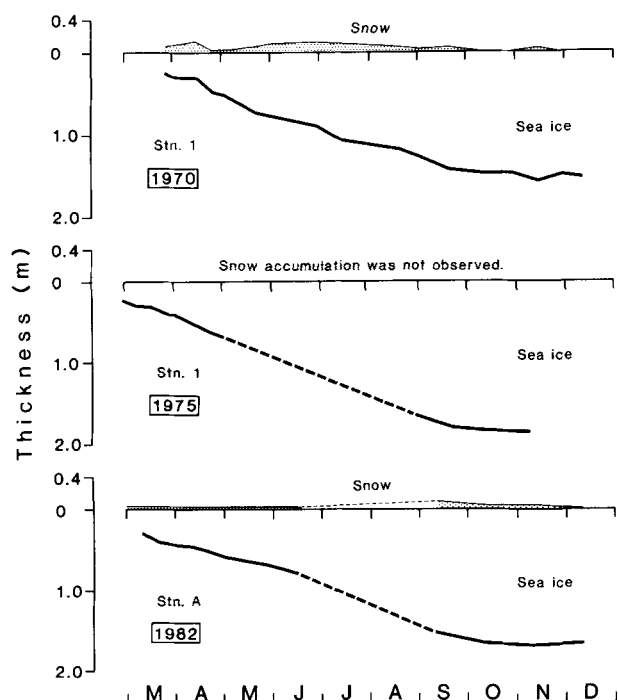 0.4
Snow
0
Sea ice
1.0
Stn. 1
1970
2.0
Thickness (m)
0.4
Snow accumulation was not observed.
0
Sea ice
1.0
Stn. 1
1975
2.0
0.4
Snow
0
Sea ice
1.0
Stn. A
1982
2.0
M A M J J A S O N D